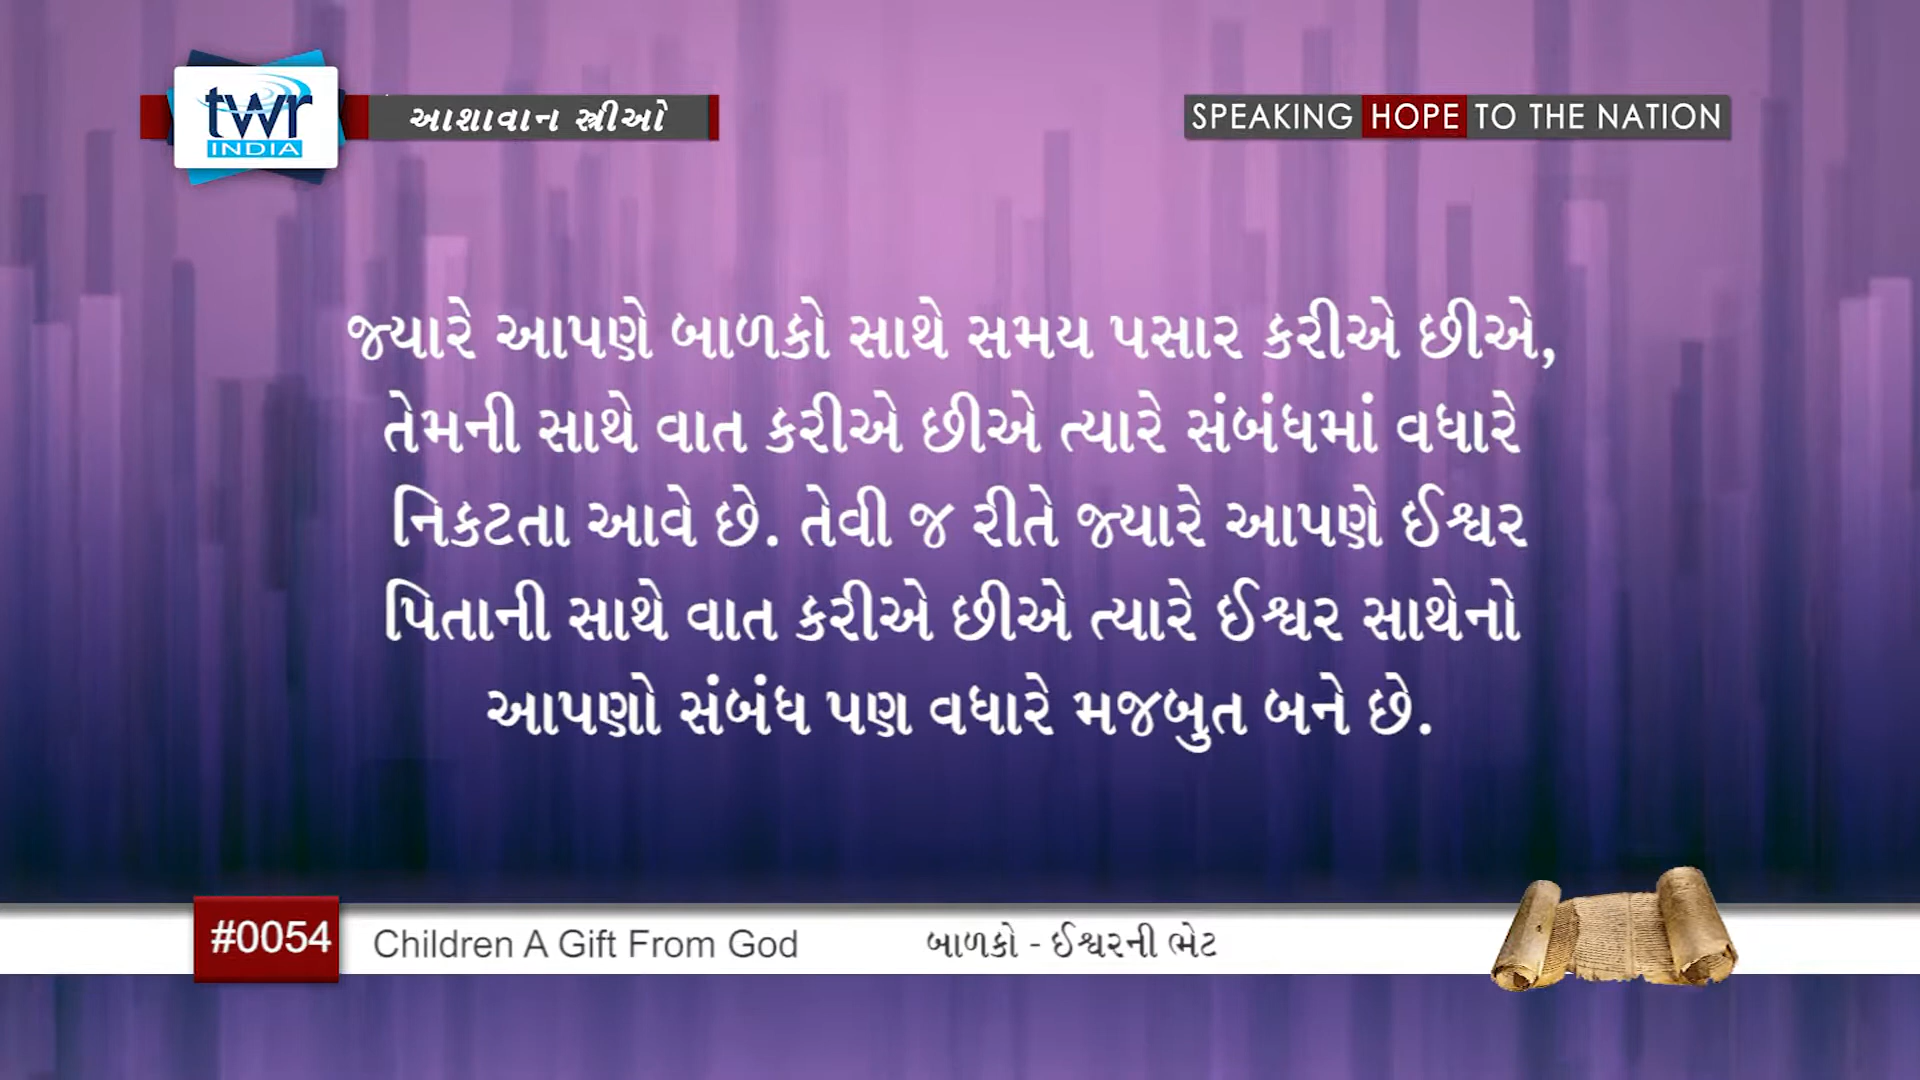 twr
INDIA
આશાવાન સ્ત્રીઓ
SPEAKING HOPE TO THE NATION
જ્યારે આપણે બાળકો સાથે સમય પસાર કરીએ છીએ,
તેમની સાથે વાત કરીએ છીએ ત્યારે સંબંધમાં વધારે
નિકટતા આવે છે. તેવી જ રીતે જ્યારે આપણે ઈશ્વર
પિતાની સાથે વાત કરીએ છીએ ત્યારે ઈશ્વર સાથેનો
આપણો સંબંધ પણ વધારે મજબુત બને છે.
#0054 Children A Gift From God બાળકો - ઈશ્વરની ભેટ